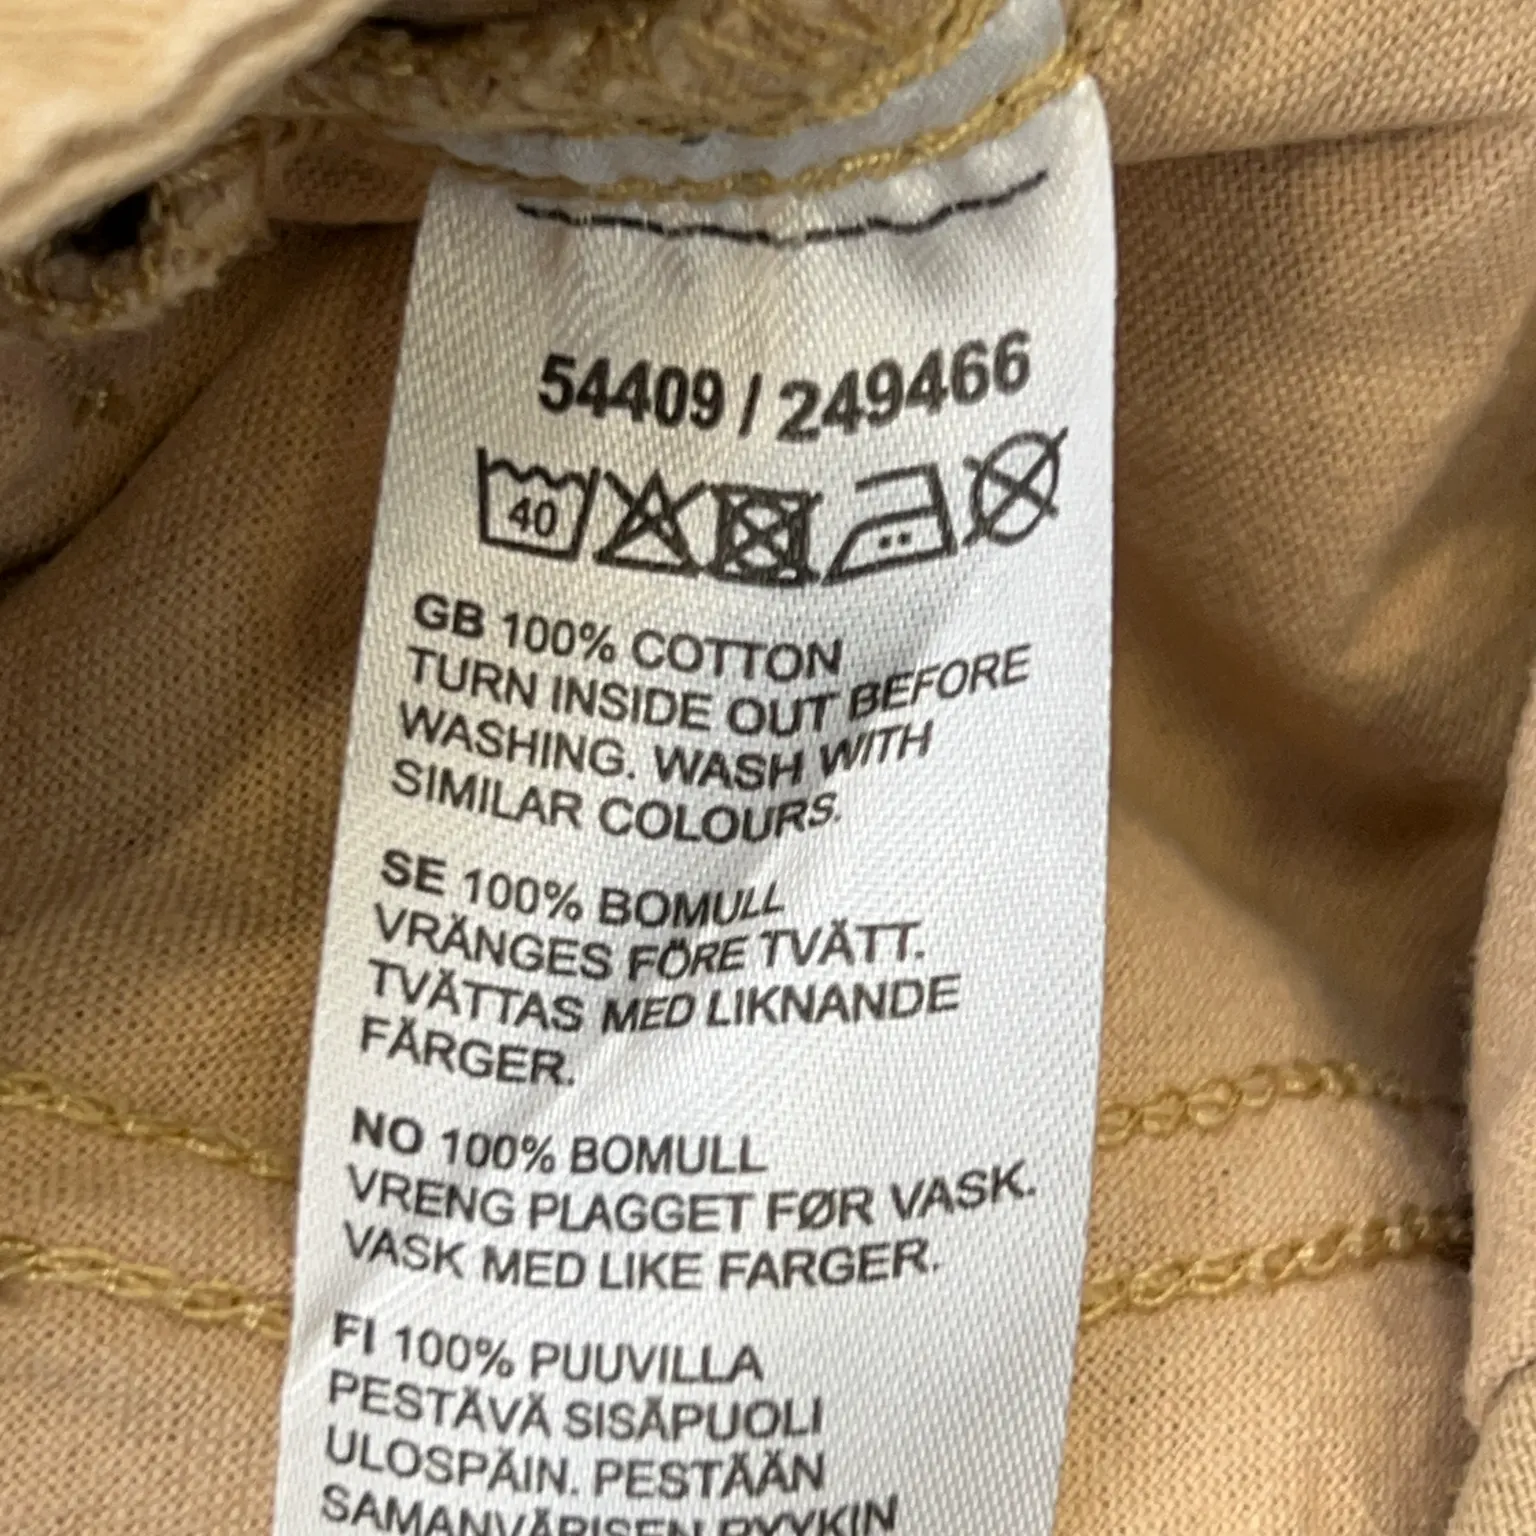 54409 / 249466
40
GB 100% COTTON
TURN INSIDE OUT BEFORE
WASHING. WASH WITH
SIMILAR COLOURS.
SE 100% BOMULL
VRÄNGES FÖRE TVÄTT.
TVÄTTAS MED LIKNANDE
FÄRGER.
NO 100% BOMULL
VRENG PLAGGET FØR VASK.
VASK MED LIKE FARGER.
FI 100% PUUVILLA
PESTÄVÄ SISÄPUOLI
ULOSPÄIN. PESTÄÄN
SAMANVÄRISEN PYYKIN